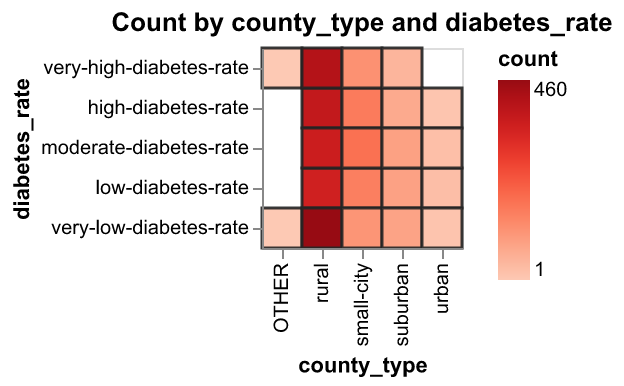 Count by county_type and diabetes_rate
diabetes_rate
very-high-diabetes-rate
high-diabetes-rate
moderate-diabetes-rate
low-diabetes-rate
very-low-diabetes-rate
OTHER
rural
small-city
suburban
urban
county_type
count
460
1